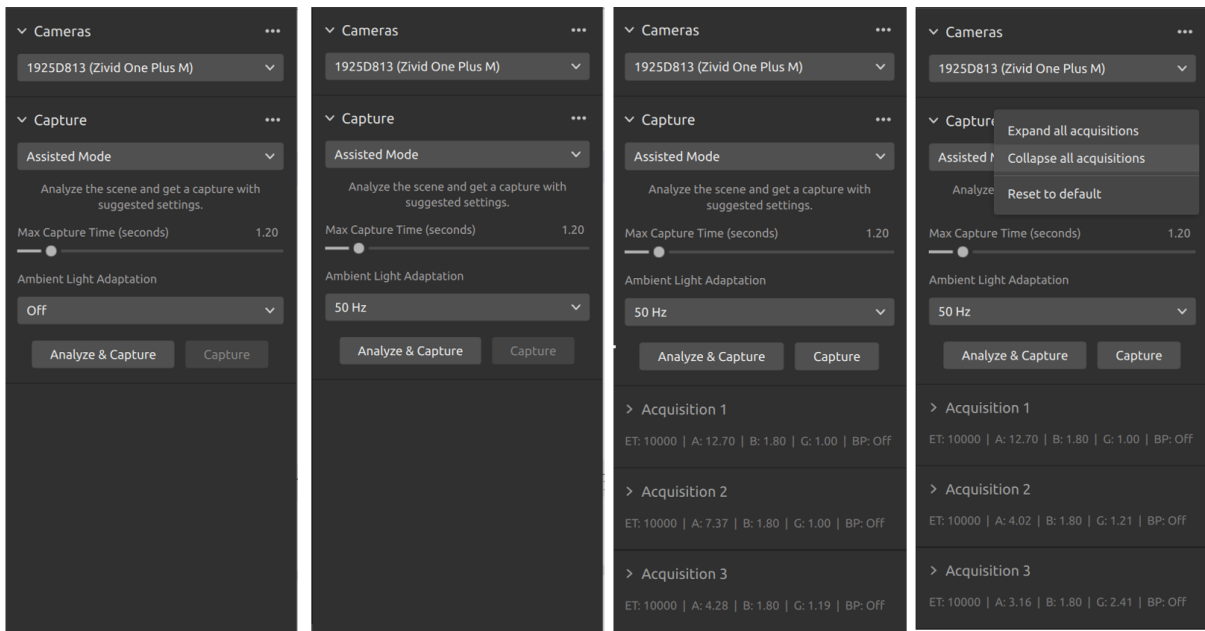 Cameras
1925D813 (Zivid One Plus M)
Capture
Assisted Mode
Analyze the scene and get a capture with
suggested settings.
Max Capture Time (seconds) 1.20
Ambient Light Adaptation
Off
Analyze & Capture Capture
Cameras
1925D813 (Zivid One Plus M)
Capture
Assisted Mode
Analyze the scene and get a capture with
suggested settings.
Max Capture Time (seconds) 1.20
Ambient Light Adaptation
50 Hz
Analyze & Capture Capture
Cameras
1925D813 (Zivid One Plus M)
Capture
Assisted Mode
Analyze the scene and get a capture with
suggested settings.
Max Capture Time (seconds) 1.20
Ambient Light Adaptation
50 Hz
Analyze & Capture Capture
Acquisition 1
ET: 10000 | A: 12.70 | B: 1.80 | G: 1.00 | BP: Off
Acquisition 2
ET: 10000 | A: 7.37 | B: 1.80 | G: 1.00 | BP: Off
Acquisition 3
ET: 10000 | A: 4.28 | B: 1.80 | G: 1.19 | BP: Off
Cameras
1925D813 (Zivid One Plus M)
Capture
Expand all acquisitions
Assisted M
Collapse all acquisitions
Analyze
Reset to default
Max Capture Time (seconds) 1.20
Ambient Light Adaptation
50 Hz
Analyze & Capture Capture
Acquisition 1
ET: 10000 | A: 12.70 | B: 1.80 | G: 1.00 | BP: Off
Acquisition 2
ET: 10000 | A: 4.02 | B: 1.80 | G: 1.21 | BP: Off
Acquisition 3
ET: 10000 | A: 3.16 | B: 1.80 | G: 2.41 | BP: Off